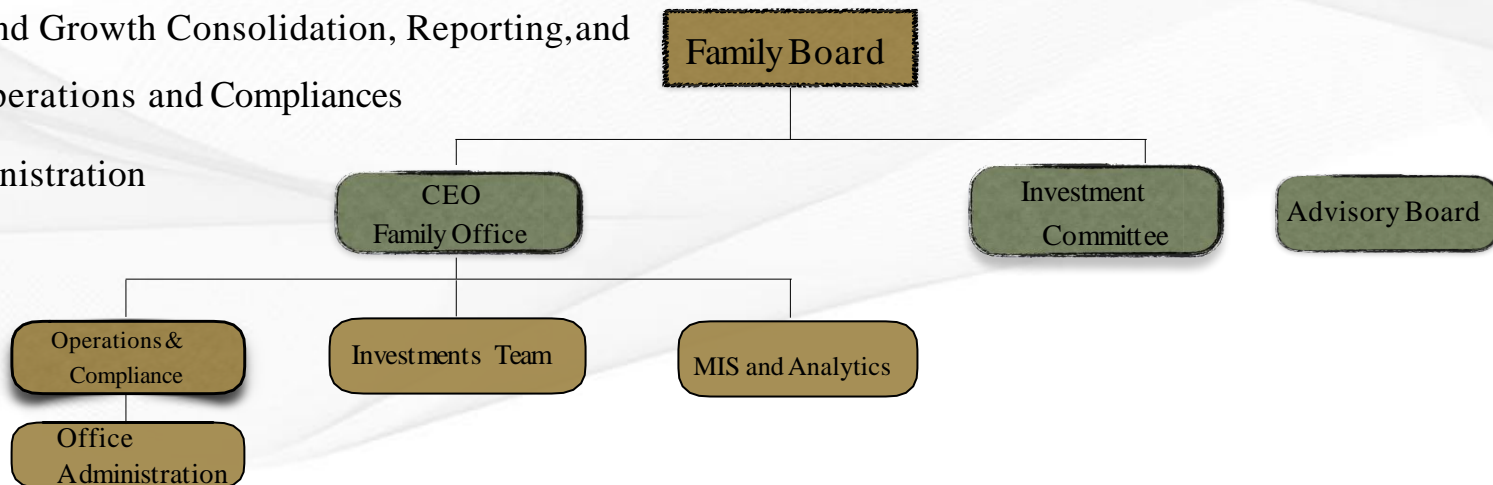 nd Growth Consolidation, Reporting, and
perations and Compliances
nistration
Family Board
CEO
Family Office
Investment
Committee
Advisory Board
Operations &
Compliance
Investments Team
MIS and Analytics
Office
Administration